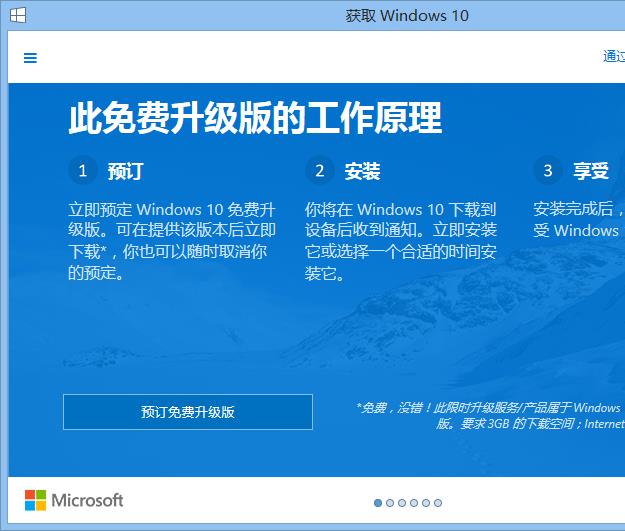 获取 Windows 10
通过
此免费升级版的工作原理
1 预订
立即预定 Windows 10 免费升
级版。可在提供该版本后立即
下载*，你也可以随时取消你
的预定。
2 安装
你将在 Windows 10 下载到
设备后收到通知。立即安装
它或选择一个合适的时间安
装它。
3 享受
安装完成后，
受 Windows
预订免费升级版
*免费，没错！此限时升级服务/产品属于 Windows
版。要求 3GB 的下载空间；Internet
Microsoft